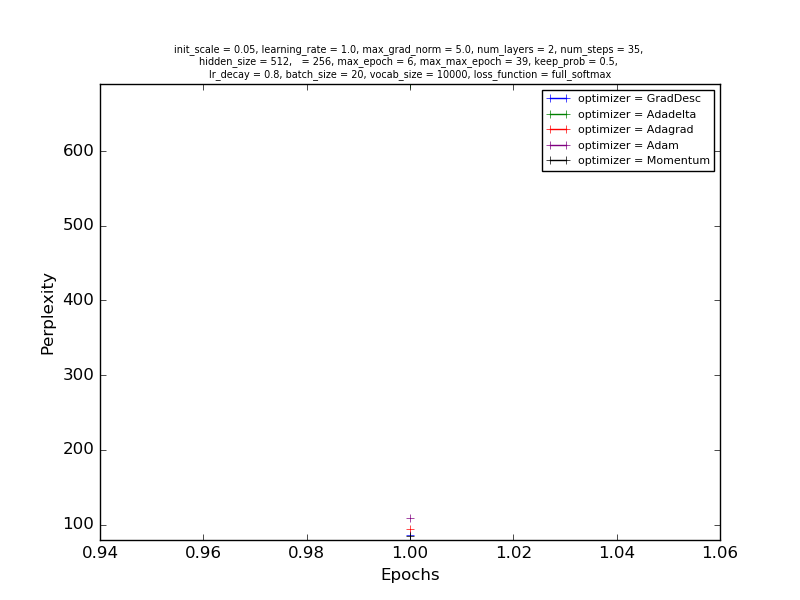 init_scale = 0.05, learning_rate = 1.0, max_grad_norm = 5.0, num_layers = 2, num_steps = 35,
hidden_size = 512,   = 256, max_epoch = 6, max_max_epoch = 39, keep_prob = 0.5,
lr_decay = 0.8, batch_size = 20, vocab_size = 10000, loss_function = full_softmax
optimizer = GradDesc
optimizer = Adadelta
optimizer = Adagrad
optimizer = Adam
optimizer = Momentum
600
500
400
300
200
100
Perplexity
0.94 0.96 0.98 1.00 1.02 1.04 1.06
Epochs